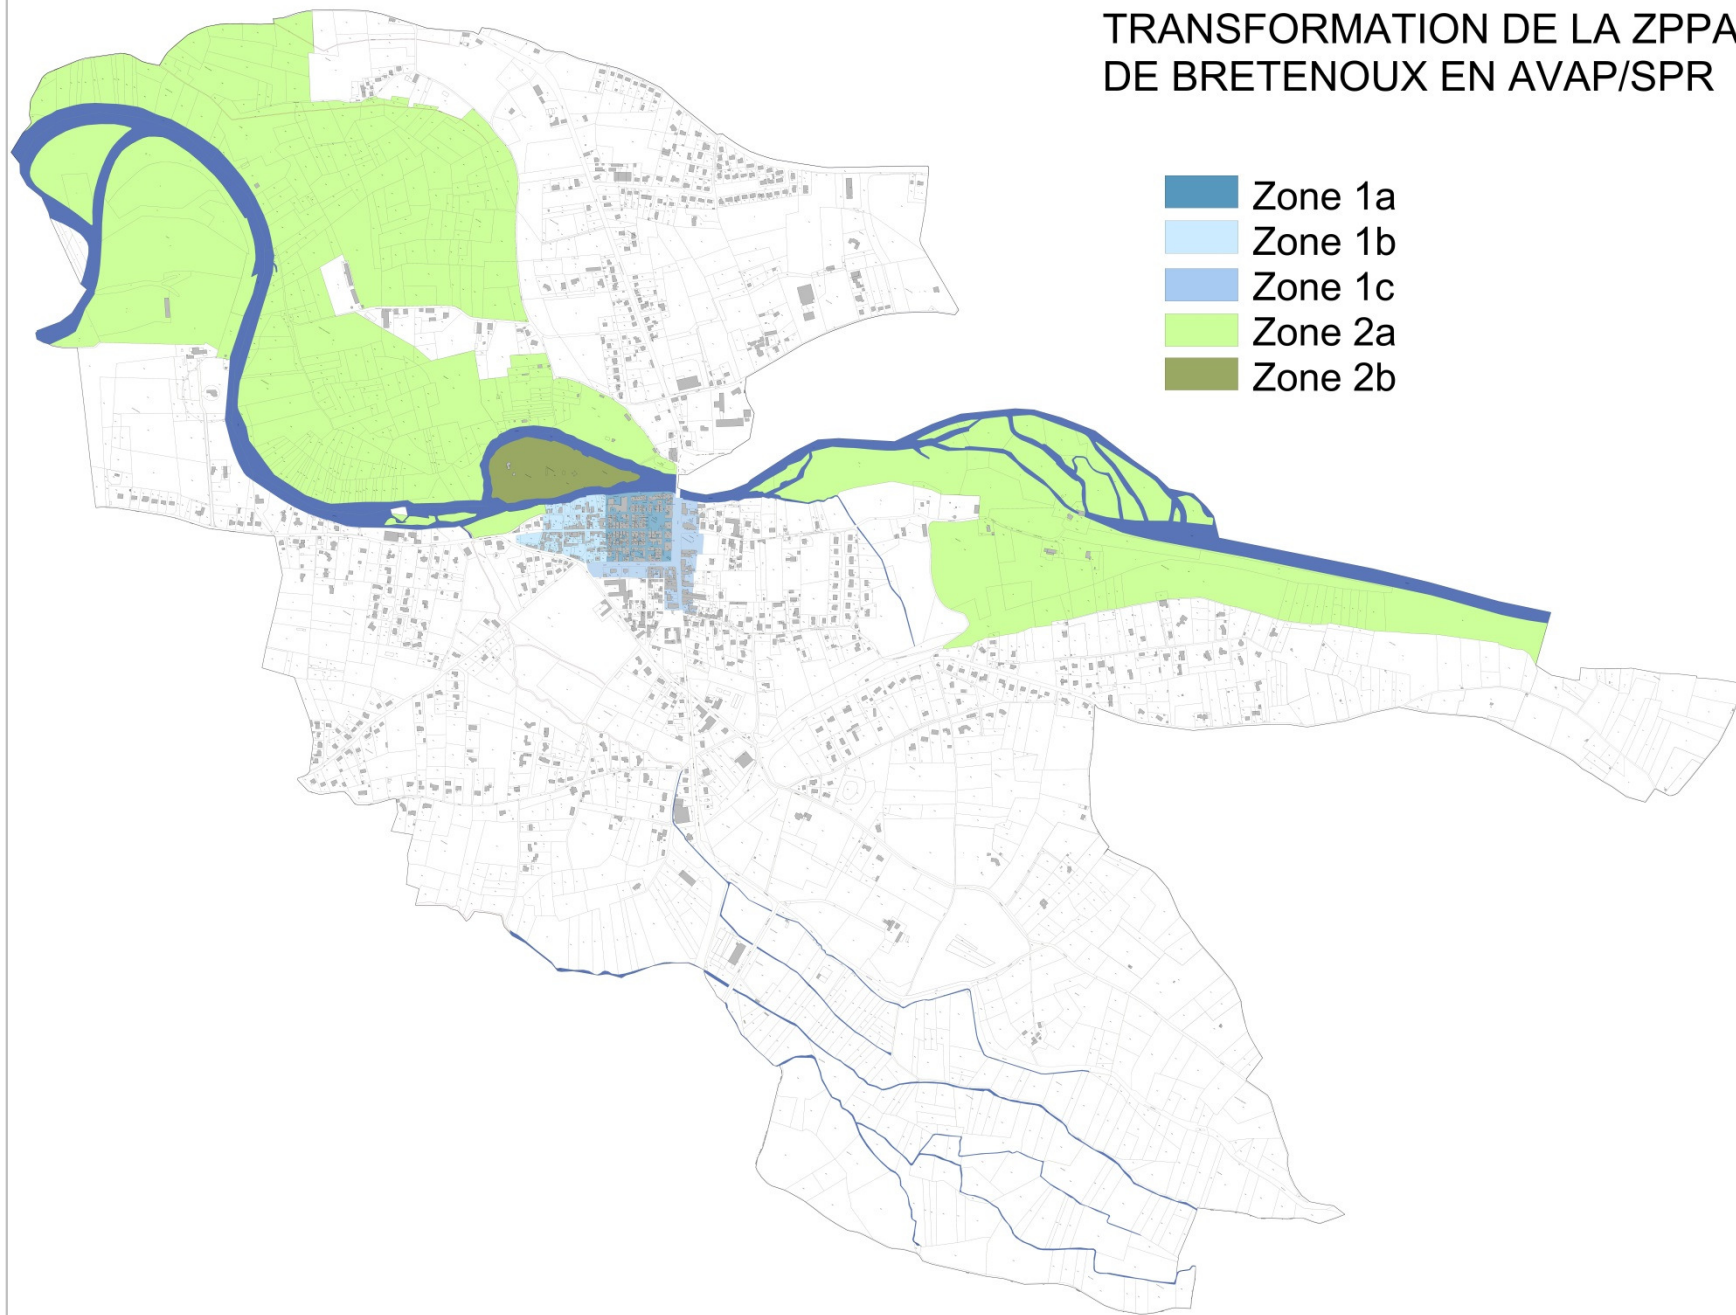 TRANSFORMATION DE LA ZPPA
DE BRETENOUX EN AVAP/SPR
Zone 1a
Zone 1b
Zone 1c
Zone 2a
Zone 2b